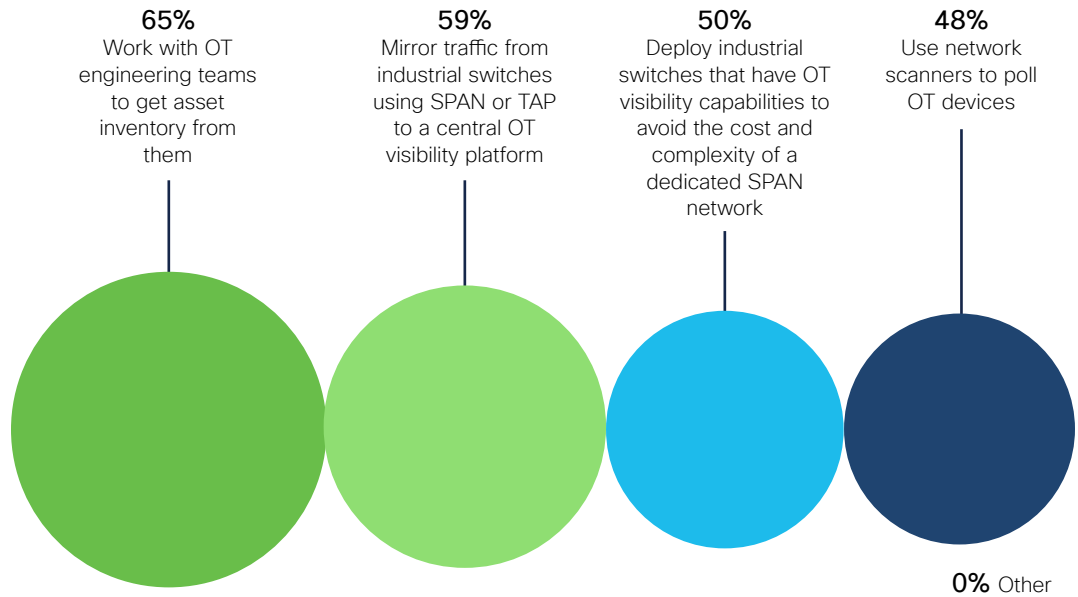 65%
Work with OT
engineering teams
to get asset
inventory from
them
59%
Mirror traffic from
industrial switches
using SPAN or TAP
to a central OT
visibility platform
50%
Deploy industrial
switches that have OT
visibility capabilities to
avoid the cost and
complexity of a
dedicated SPAN
network
48%
Use network
scanners to poll
OT devices
0% Other